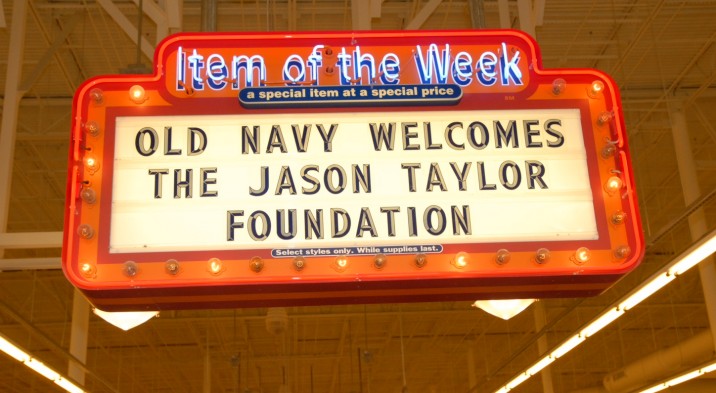 Item of the Week
a special item at a special price
OLD NAVY WELCOMES
THE JASON TAYLOR
FOUNDATION
Select styles only. While supplies last.